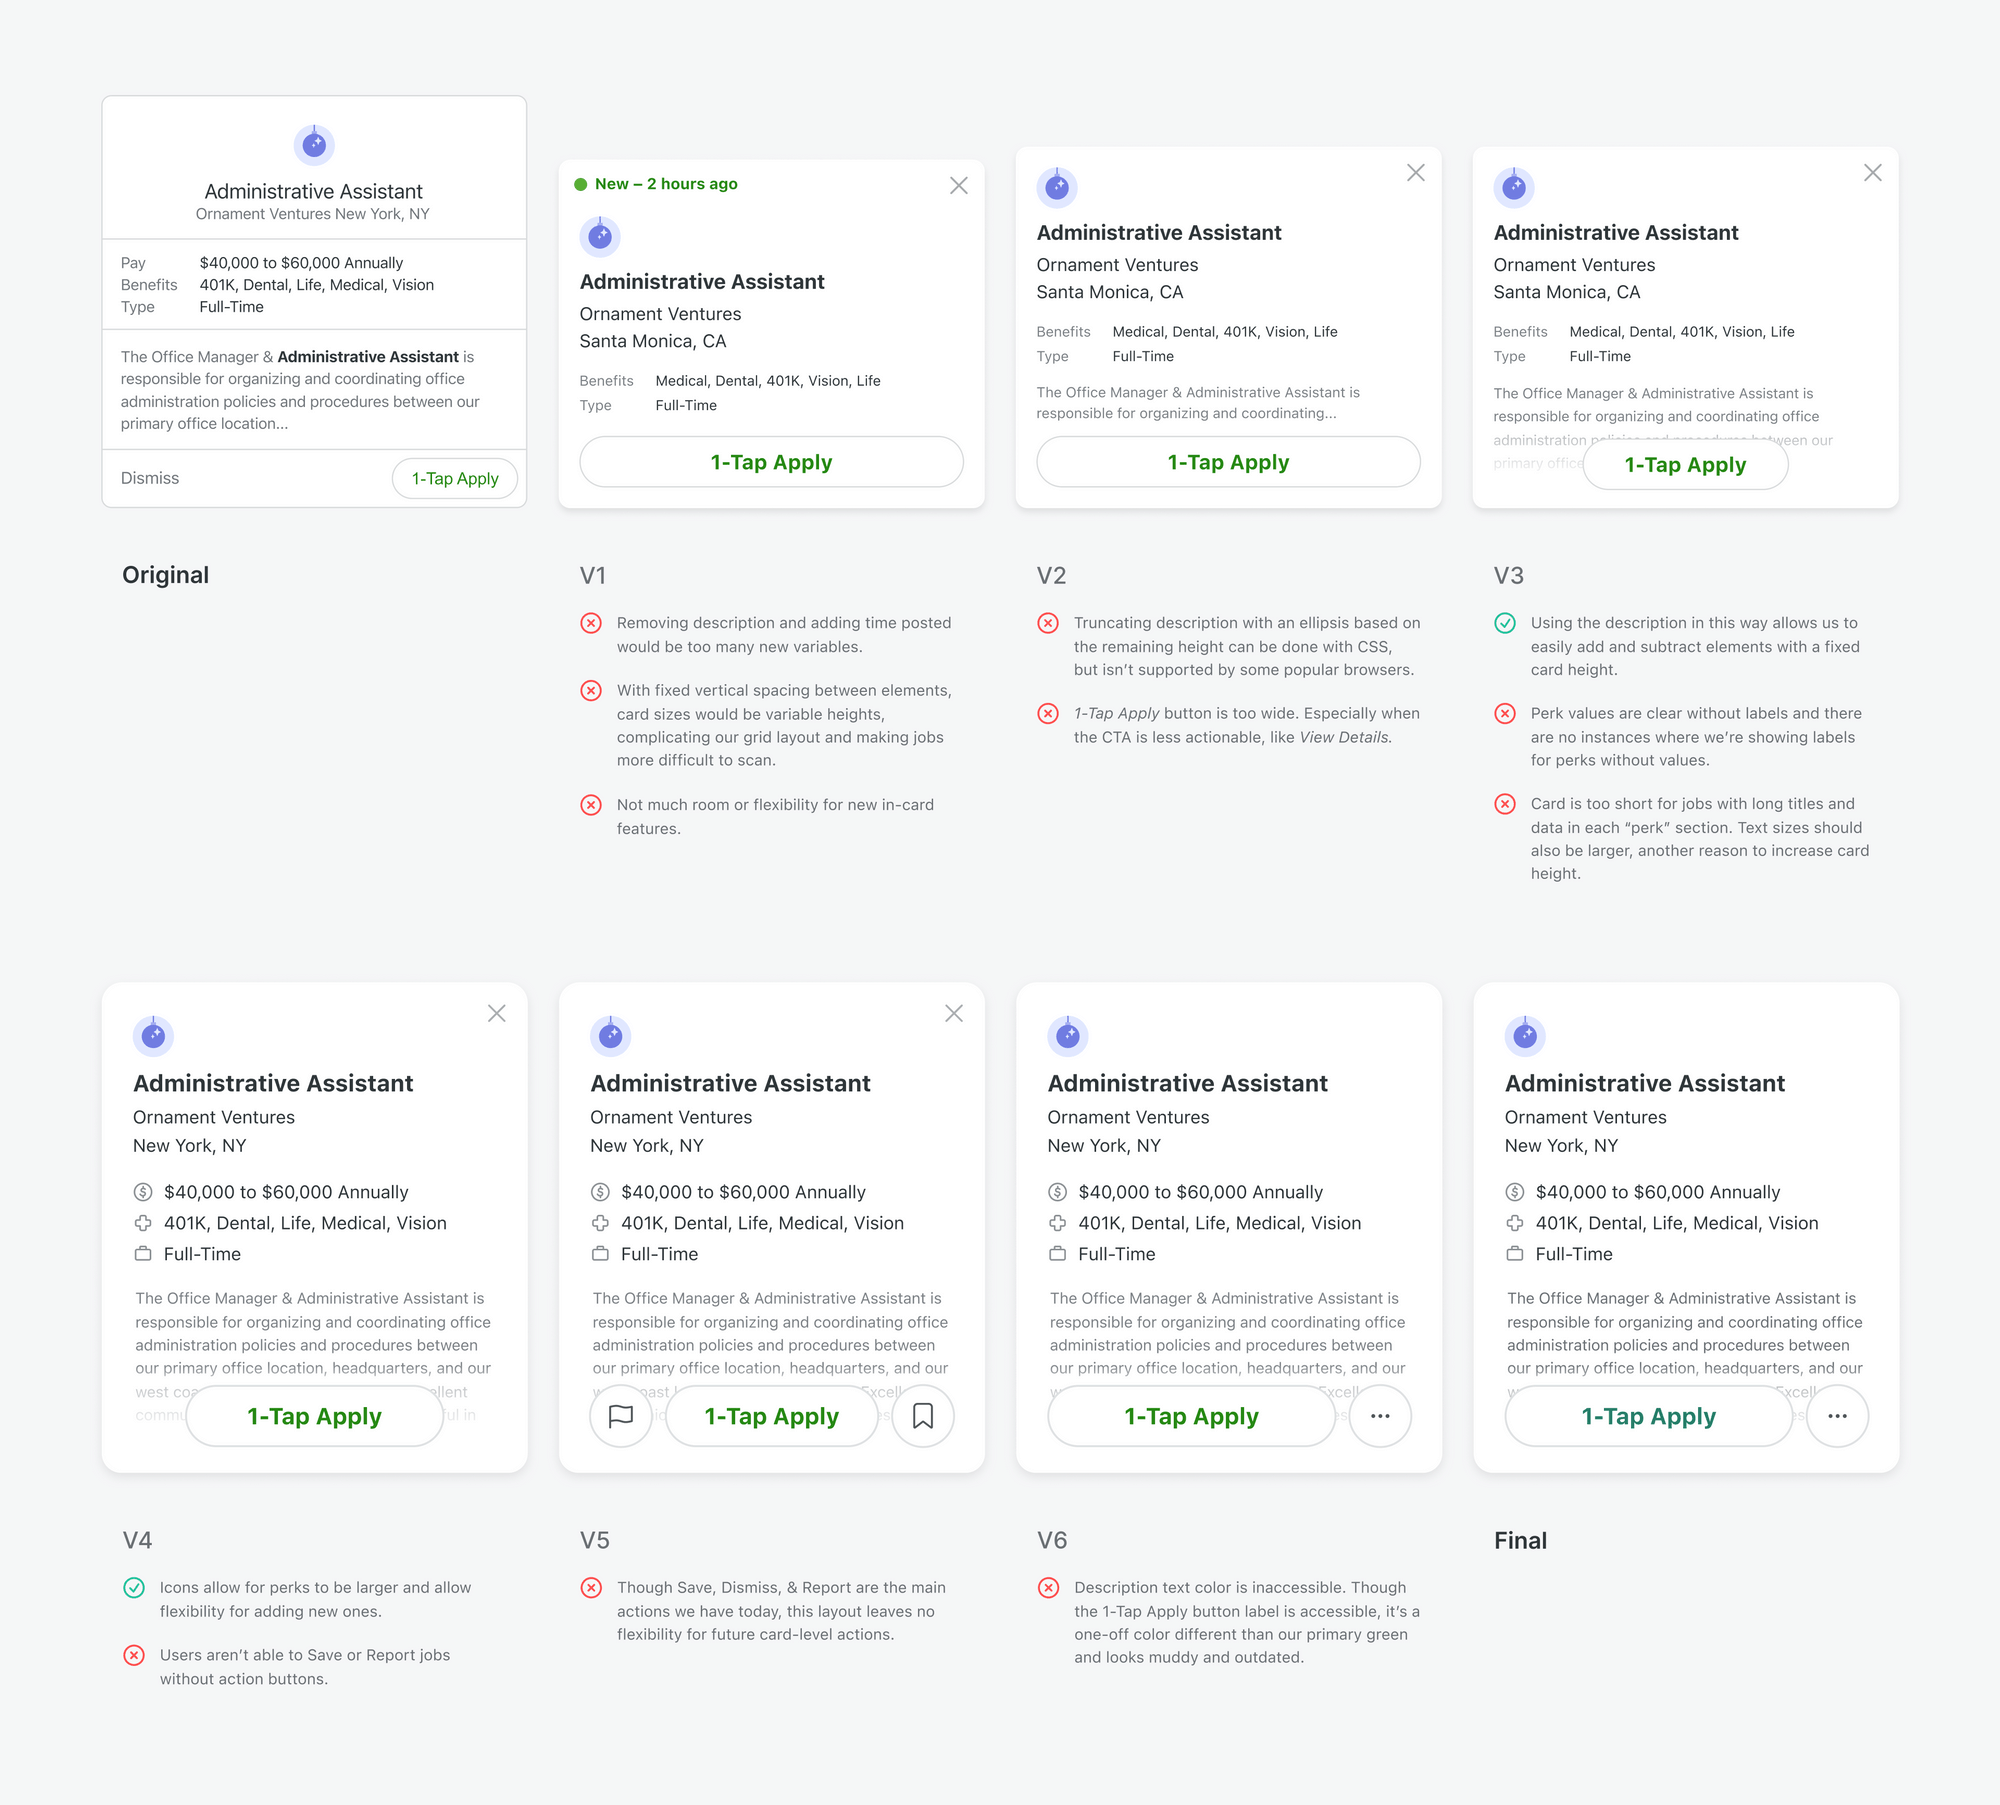 Administrative Assistant
Ornament Ventures New York, NY
Pay $40,000 to $60,000 Annually
Benefits 401K, Dental, Life, Medical, Vision
Type Full-Time
The Office Manager & Administrative Assistant is
responsible for organizing and coordinating office
administration policies and procedures between our
primary office location...
Dismiss
1-Tap Apply
Original
New – 2 hours ago
Administrative Assistant
Ornament Ventures
Santa Monica, CA
Benefits Medical, Dental, 401K, Vision, Life
Type Full-Time
1-Tap Apply
V1
Removing description and adding time posted
would be too many new variables.
With fixed vertical spacing between elements,
card sizes would be variable heights,
complicating our grid layout and making jobs
more difficult to scan.
Not much room or flexibility for new in-card
features.
Administrative Assistant
Ornament Ventures
Santa Monica, CA
Benefits Medical, Dental, 401K, Vision, Life
Type Full-Time
The Office Manager & Administrative Assistant is
responsible for organizing and coordinating...
1-Tap Apply
V2
Truncating description with an ellipsis based on
the remaining height can be done with CSS,
but isn’t supported by some popular browsers.
1-Tap Apply button is too wide. Especially when
the CTA is less actionable, like View Details.
Administrative Assistant
Ornament Ventures
Santa Monica, CA
Benefits Medical, Dental, 401K, Vision, Life
Type Full-Time
The Office Manager & Administrative Assistant is
responsible for organizing and coordinating office
administration policies and procedures between our
primary office
1-Tap Apply
V3
Using the description in this way allows us to
easily add and subtract elements with a fixed
card height.
Perk values are clear without labels and there
are no instances where we’re showing labels
for perks without values.
Card is too short for jobs with long titles and
data in each “perk” section. Text sizes should
also be larger, another reason to increase card
height.
Administrative Assistant
Ornament Ventures
New York, NY
$40,000 to $60,000 Annually
401K, Dental, Life, Medical, Vision
Full-Time
The Office Manager & Administrative Assistant is
responsible for organizing and coordinating office
administration policies and procedures between
our primary office location, headquarters, and our
west
in
1-Tap Apply
V4
Icons allow for perks to be larger and allow
flexibility for adding new ones.
Users aren’t able to Save or Report jobs
without action buttons.
Administrative Assistant
Ornament Ventures
New York, NY
$40,000 to $60,000 Annually
401K, Dental, Life, Medical, Vision
Full-Time
The Office Manager & Administrative Assistant is
responsible for organizing and coordinating office
administration policies and procedures between
our primary office location, headquarters, and our
1-Tap Apply
V5
Though Save, Dismiss, & Report are the main
actions we have today, this layout leaves no
flexibility for future card-level actions.
Administrative Assistant
Ornament Ventures
New York, NY
$40,000 to $60,000 Annually
401K, Dental, Life, Medical, Vision
Full-Time
The Office Manager & Administrative Assistant is
responsible for organizing and coordinating office
administration policies and procedures between
our primary office location, headquarters, and our
1-Tap Apply
V6
Description text color is inaccessible. Though
the 1-Tap Apply button label is accessible, it’s a
one-off color different than our primary green
and looks muddy and outdated.
Administrative Assistant
Ornament Ventures
New York, NY
$40,000 to $60,000 Annually
401K, Dental, Life, Medical, Vision
Full-Time
The Office Manager & Administrative Assistant is
responsible for organizing and coordinating office
administration policies and procedures between
our primary office location, headquarters, and our
1-Tap Apply
Final